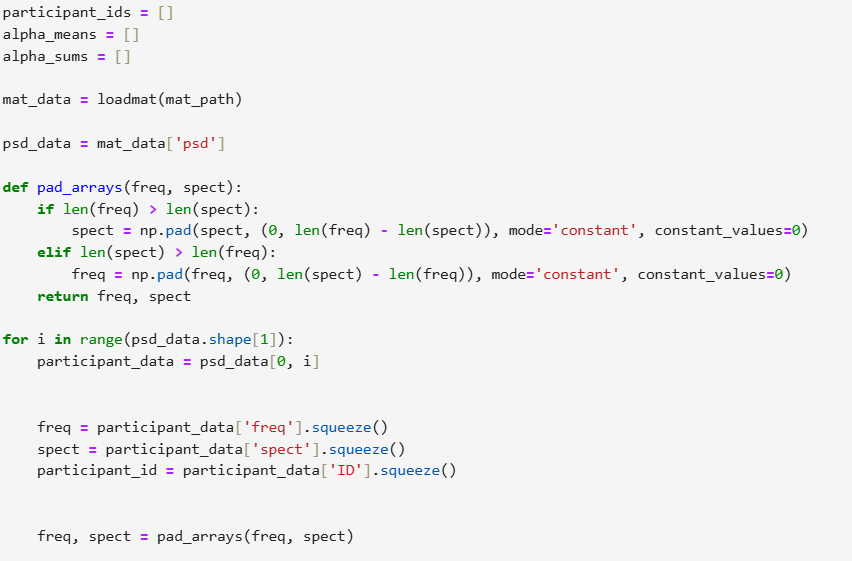 participant_ids = []
alpha_means = []
alpha_sums = []
mat_data = loadmat(mat_path)
psd_data = mat_data['psd']
def pad_arrays(freq, spect):
    if len(freq) > len(spect):
        spect = np.pad(spect, (0, len(freq) - len(spect)), mode='constant', constant_values=0)
    elif len(spect) > len(freq):
        freq = np.pad(freq, (0, len(spect) - len(freq)), mode='constant', constant_values=0)
    return freq, spect
for i in range(psd_data.shape[1]):
    participant_data = psd_data[0, i]
    freq = participant_data['freq'].squeeze()
    spect = participant_data['spect'].squeeze()
    participant_id = participant_data['ID'].squeeze()
    freq, spect = pad_arrays(freq, spect)